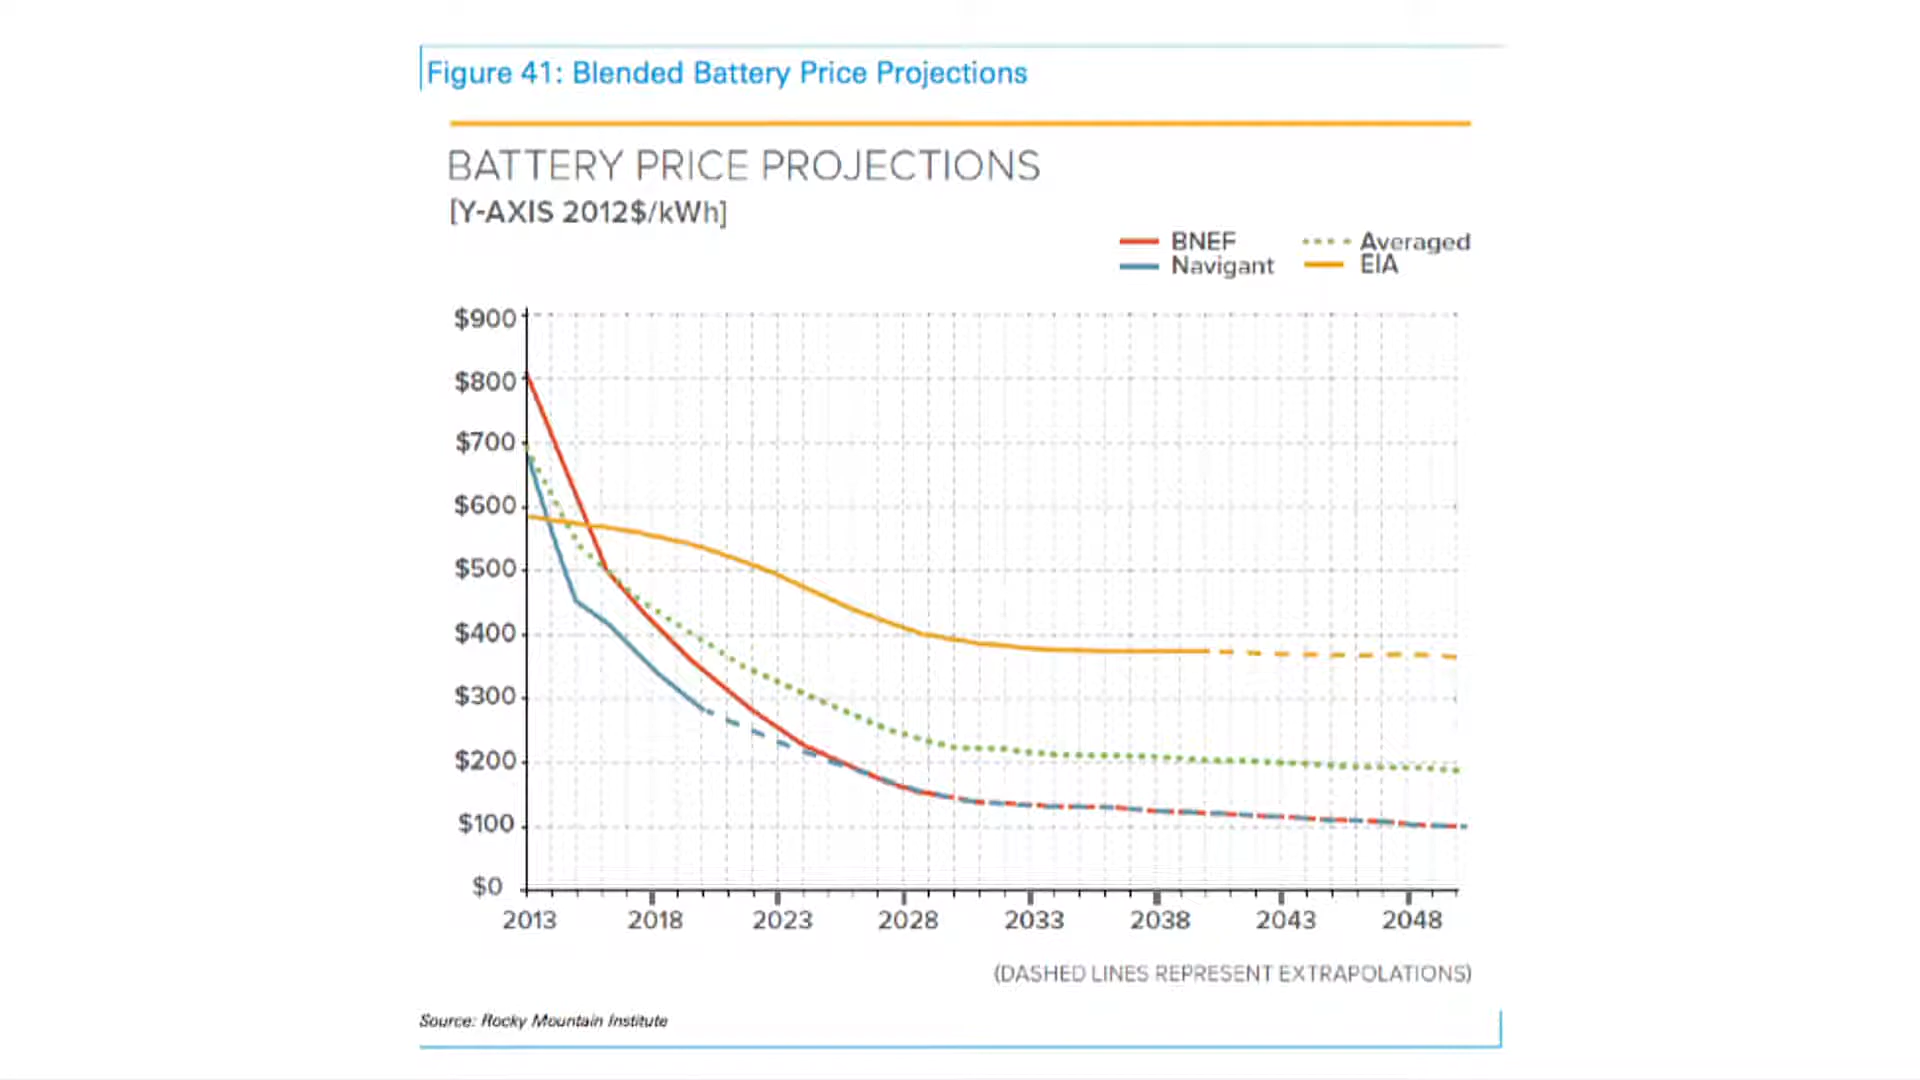 Figure 41: Blended Battery Price Projections
BATTERY PRICE PROJECTIONS
[Y-AXIS 2012$/kWh]
BNEF
Averaged
Navigant
EIA
$900
$800
$700
$600
$500
$400
$300
$200
$100
$0
2013 2018 2023 2028 2033 2038 2043 2048
(DASHED LINES REPRESENT EXTRAPOLATIONS)
Source: Rocky Mountain Institute